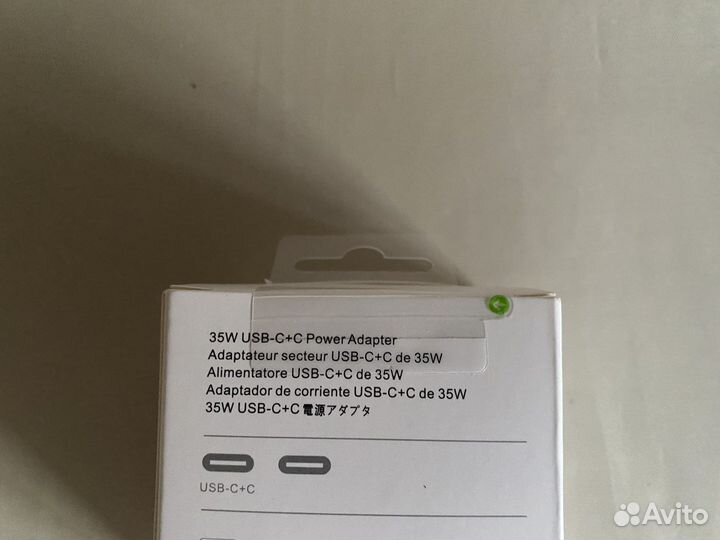 35W USB-C+C Power Adapter
Adaptateur secteur USB-C+C de 35W
Alimentatore USB-C+C de 35W
Adaptador de corriente USB-C+C de 35W
35W USB-C+C 電源アダプタ
USB-C+C
Avito